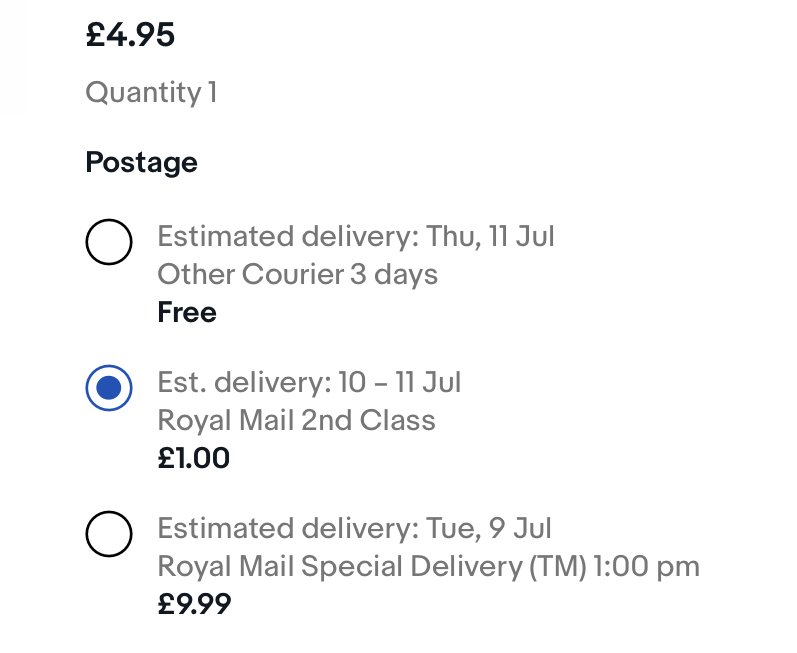 £4.95
Quantity 1
Postage
Estimated delivery: Thu, 11 Jul
Other Courier 3 days
Free
Est. delivery: 10 – 11 Jul
Royal Mail 2nd Class
£1.00
Estimated delivery: Tue, 9 Jul
Royal Mail Special Delivery (TM) 1:00 pm
£9.99